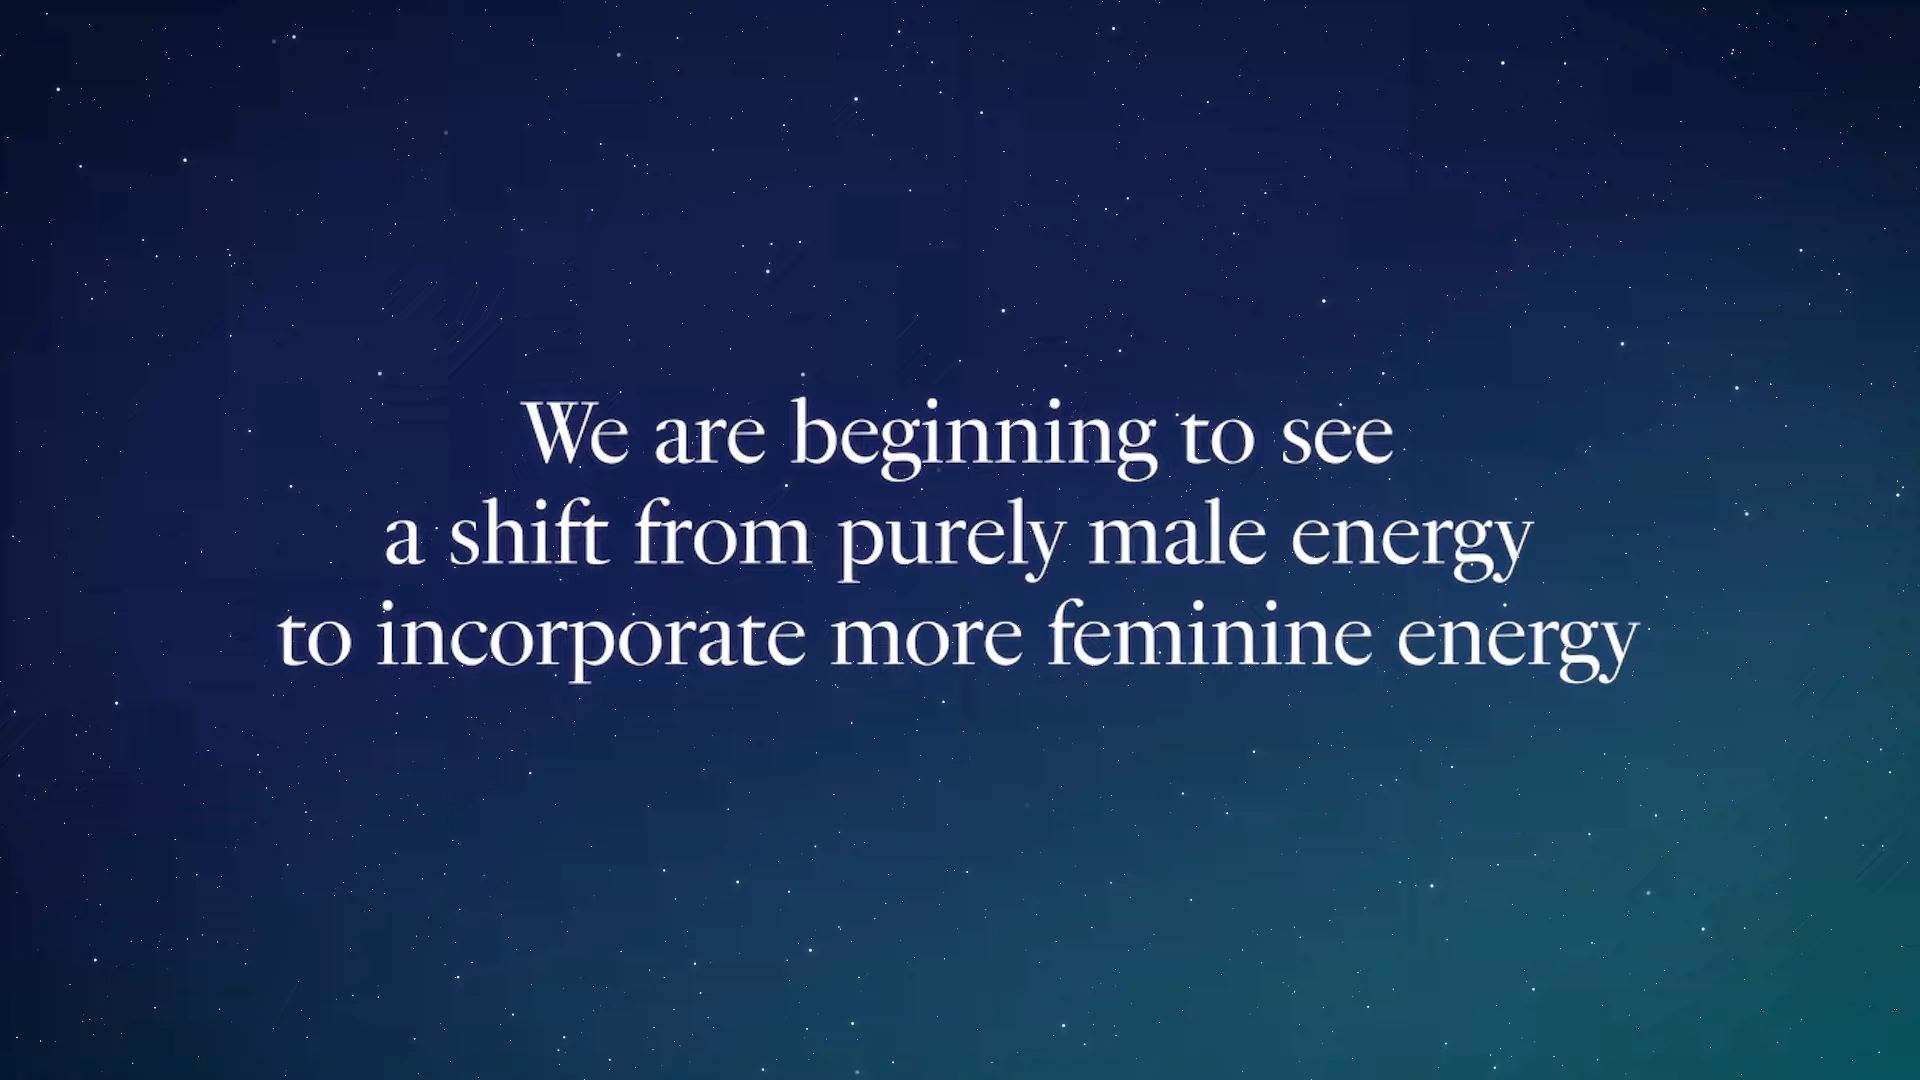 We are beginning to see
a shift from purely male energy
to incorporate more feminine energy